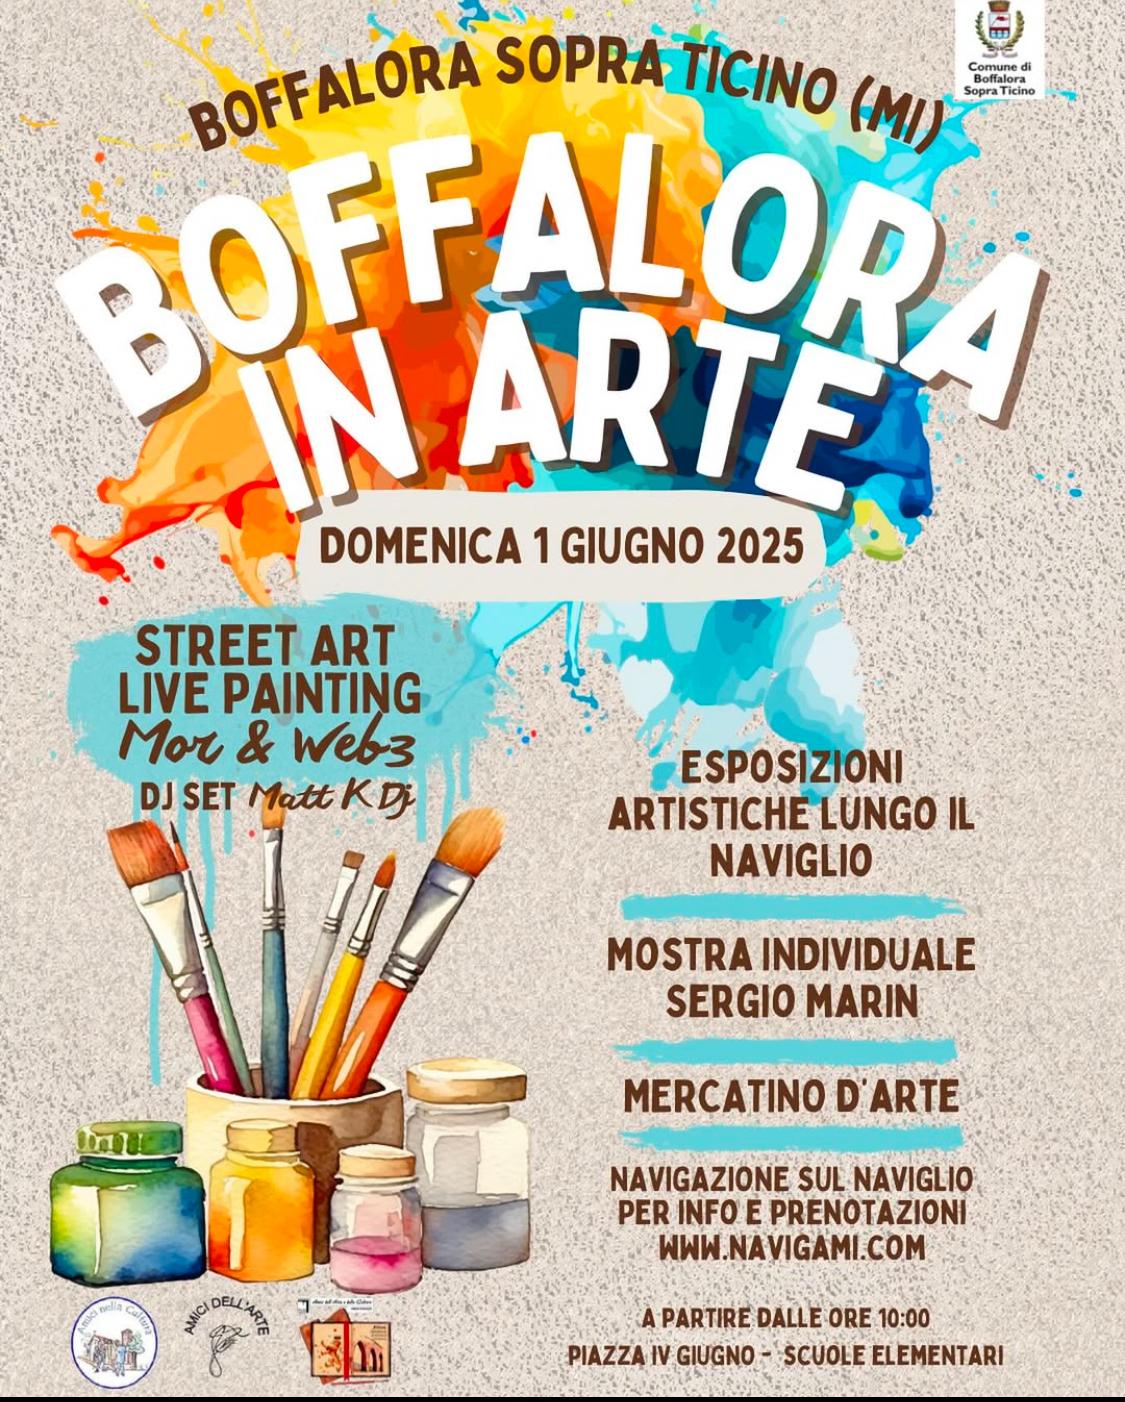 Comune di
Boffalora
Sopra Ticino
BOFFALORA SOPRA TICINO (MI)
BOFFALORA
IN ARTE
DOMENICA 1 GIUGNO 2025
STREET ART
LIVE PAINTING
Mor & Web3
DJ SET Matt K Dj
ESPOSIZIONI
ARTISTICHE LUNGO IL
NAVIGLIO
MOSTRA INDIVIDUALE
SERGIO MARIN
MERCATINO D'ARTE
NAVIGAZIONE SUL NAVIGLIO
PER INFO E PRENOTAZIONI
WWW.NAVIGAMI.COM
A PARTIRE DALLE ORE 10:00
PIAZZA IV GIUGNO - SCUOLE ELEMENTARI
Amici nella Cultura
AMICI DELL'ARTE